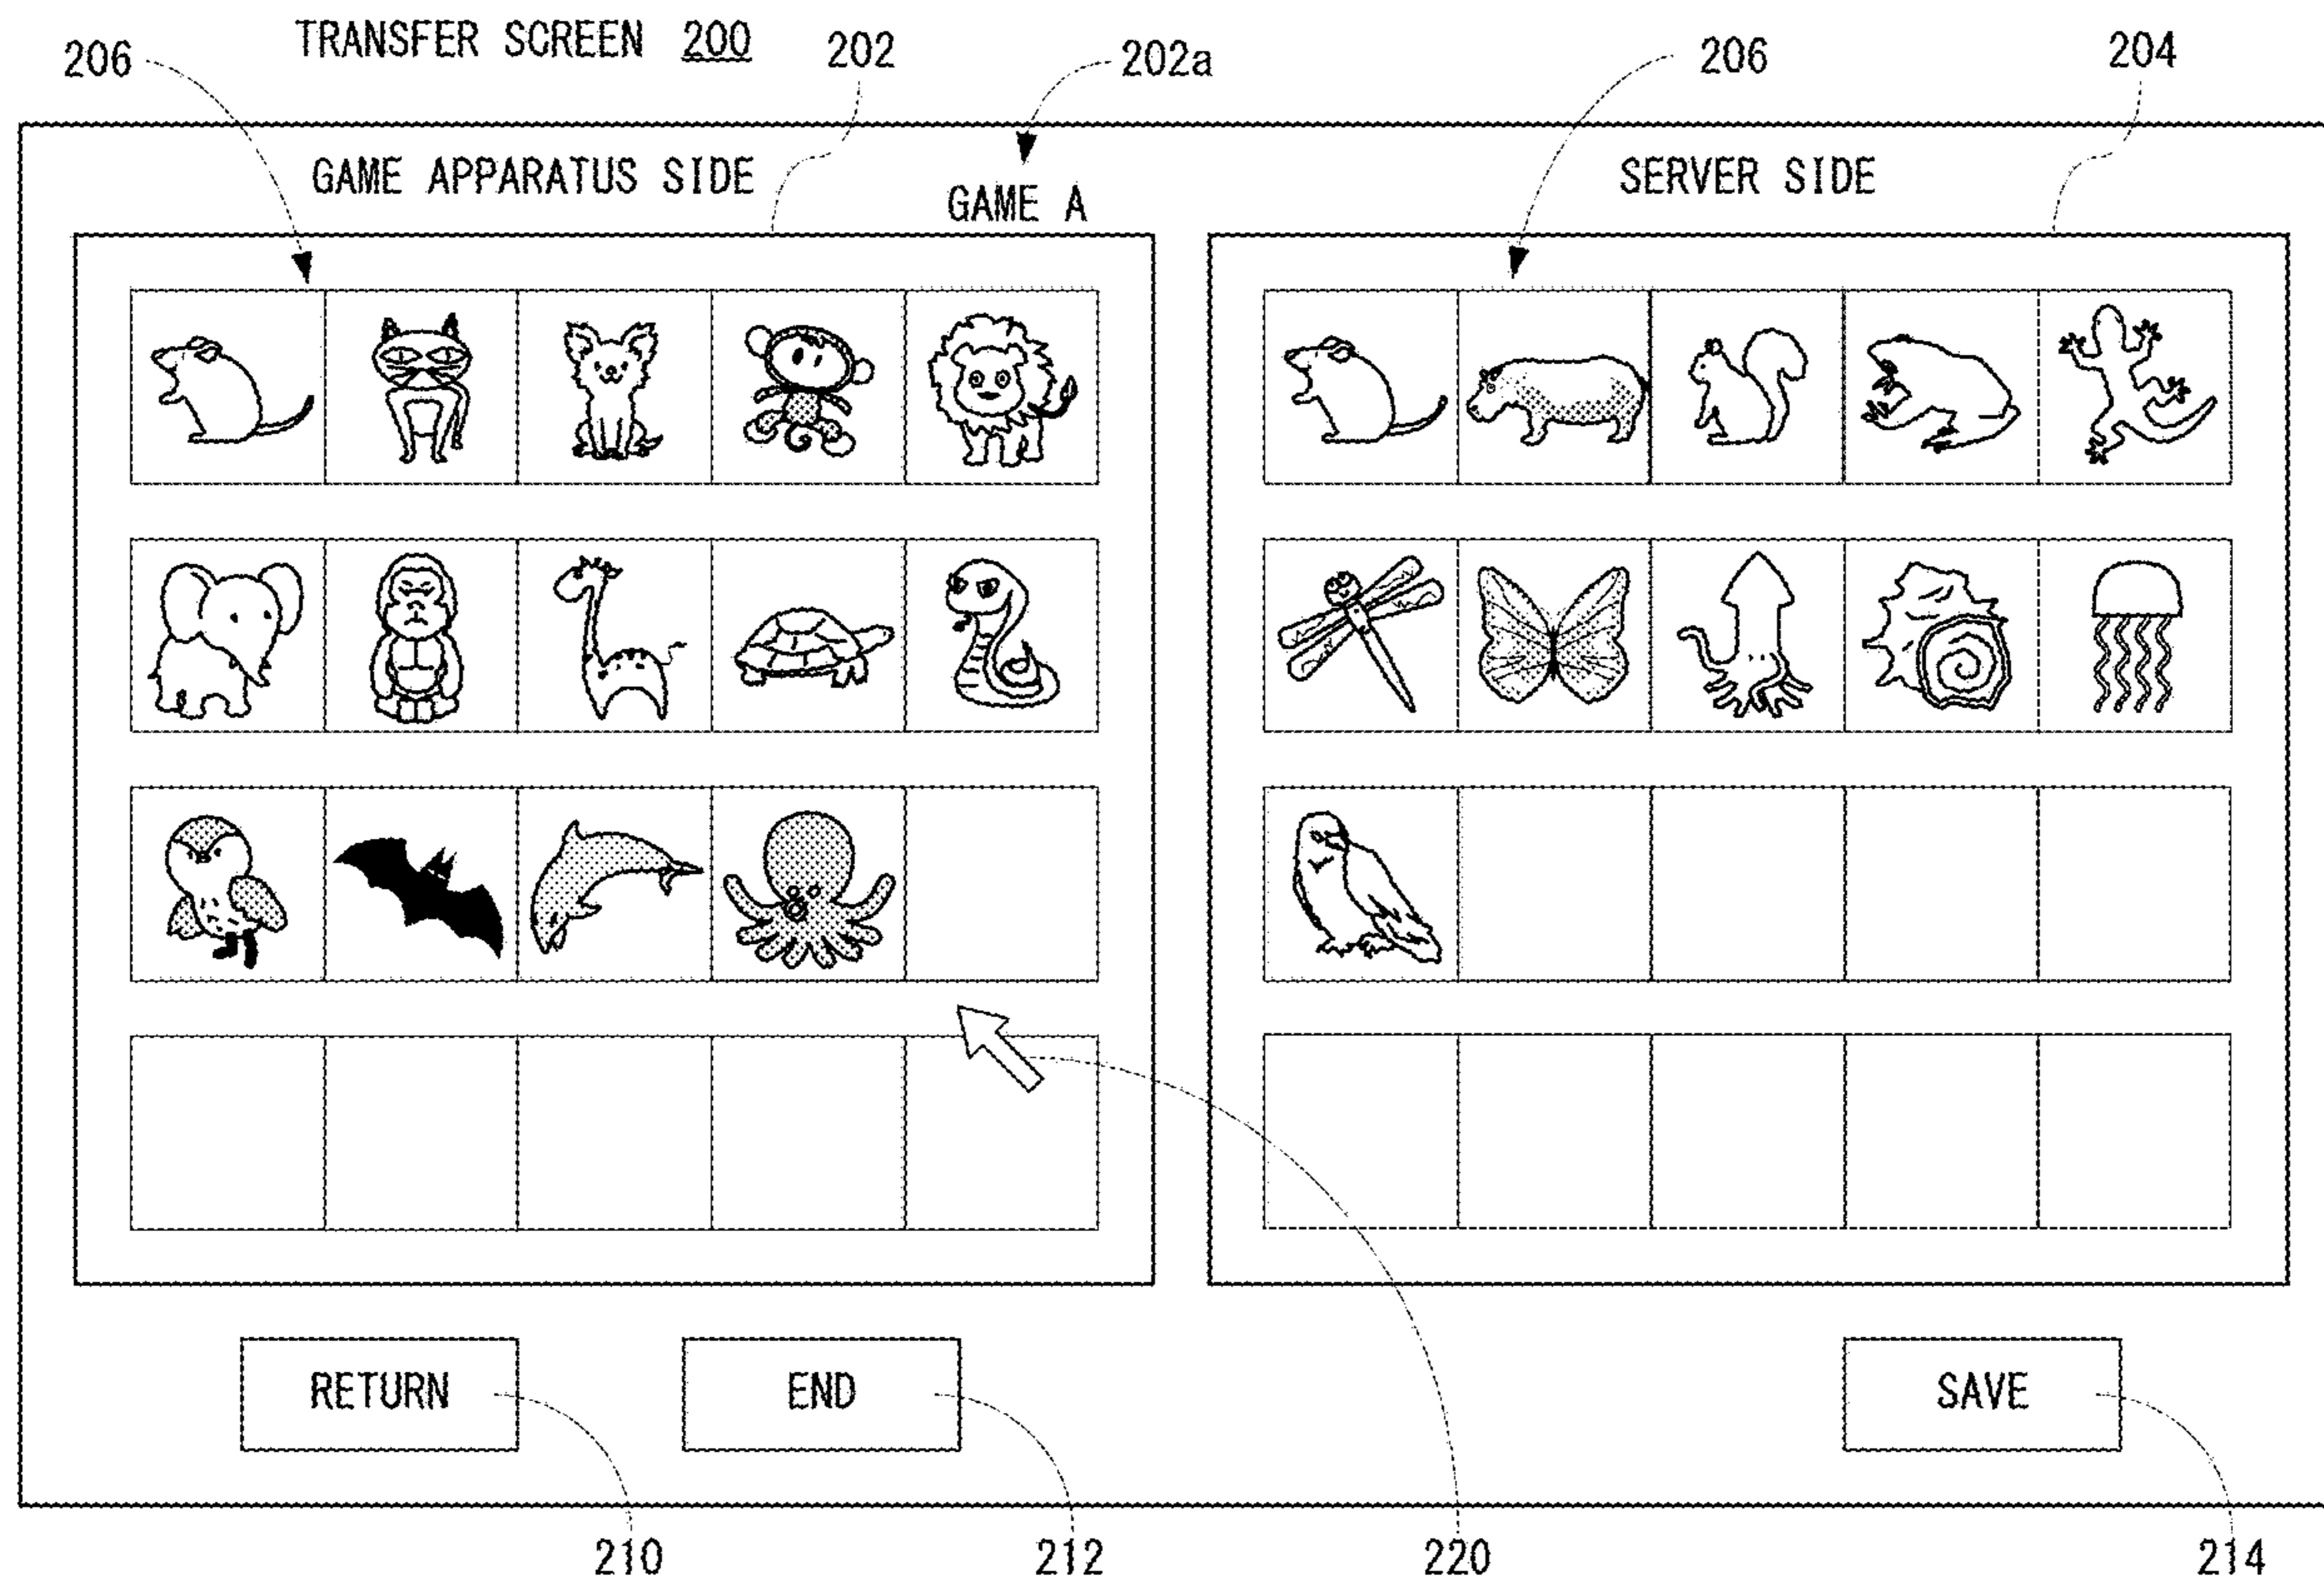 TRANSFER SCREEN 200
206
202
202a
206
204
GAME APPARATUS SIDE
GAME A
SERVER SIDE
RETURN
END
SAVE
210
212
220
214